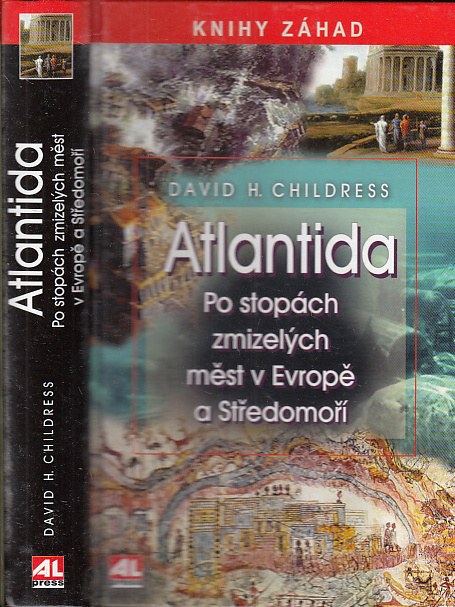 KNIHY ZÁHAD
DAVID H. CHILDRESS
Atlantida
Po stopách
zmizelých
měst v Evropě
a Středomoří
AL
Atlantida
Po stopách zmizelých měst
v Evropě a Středomoří
DAVID H. CHILDRESS
AL
press